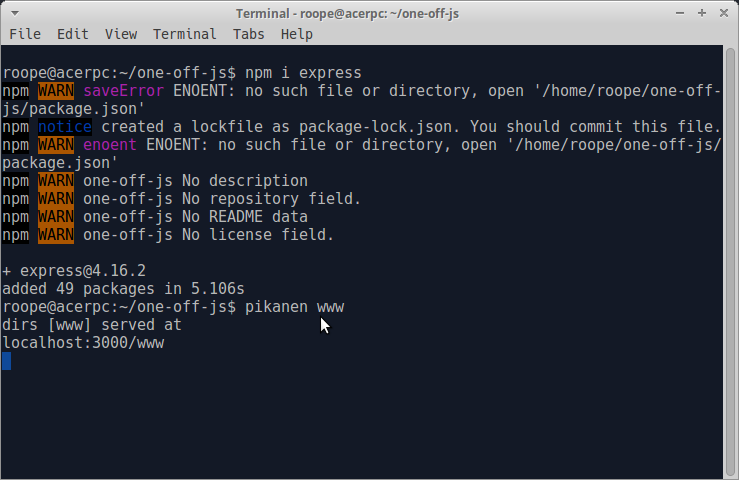 Terminal - roope@acerpc: ~/one-off-js
File Edit View Terminal Tabs Help
roope@acerpc:~/one-off-js$ npm i express
npm WARN saveError ENOENT: no such file or directory, open '/home/roope/one-off-
js/package.json'
npm notice created a lockfile as package-lock.json. You should commit this file.
npm WARN enoent ENOENT: no such file or directory, open '/home/roope/one-off-js/
package.json'
npm WARN one-off-js No description
npm WARN one-off-js No repository field.
npm WARN one-off-js No README data
npm WARN one-off-js No license field.
+ express@4.16.2
added 49 packages in 5.106s
roope@acerpc:~/one-off-js$ pikanen www
dirs [www] served at
localhost:3000/www